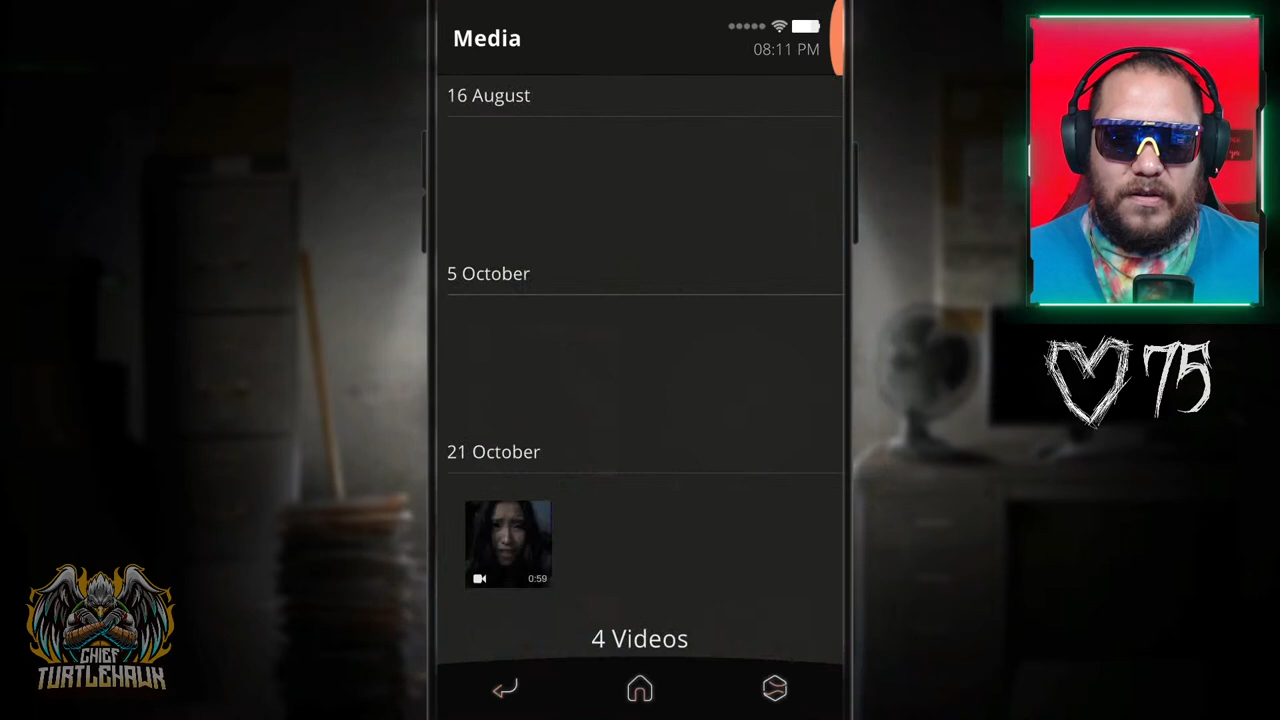 Media
08:11 PM
16 August
5 October
21 October
0:59
4 Videos
75
CHIEF
TURTLEHAWK